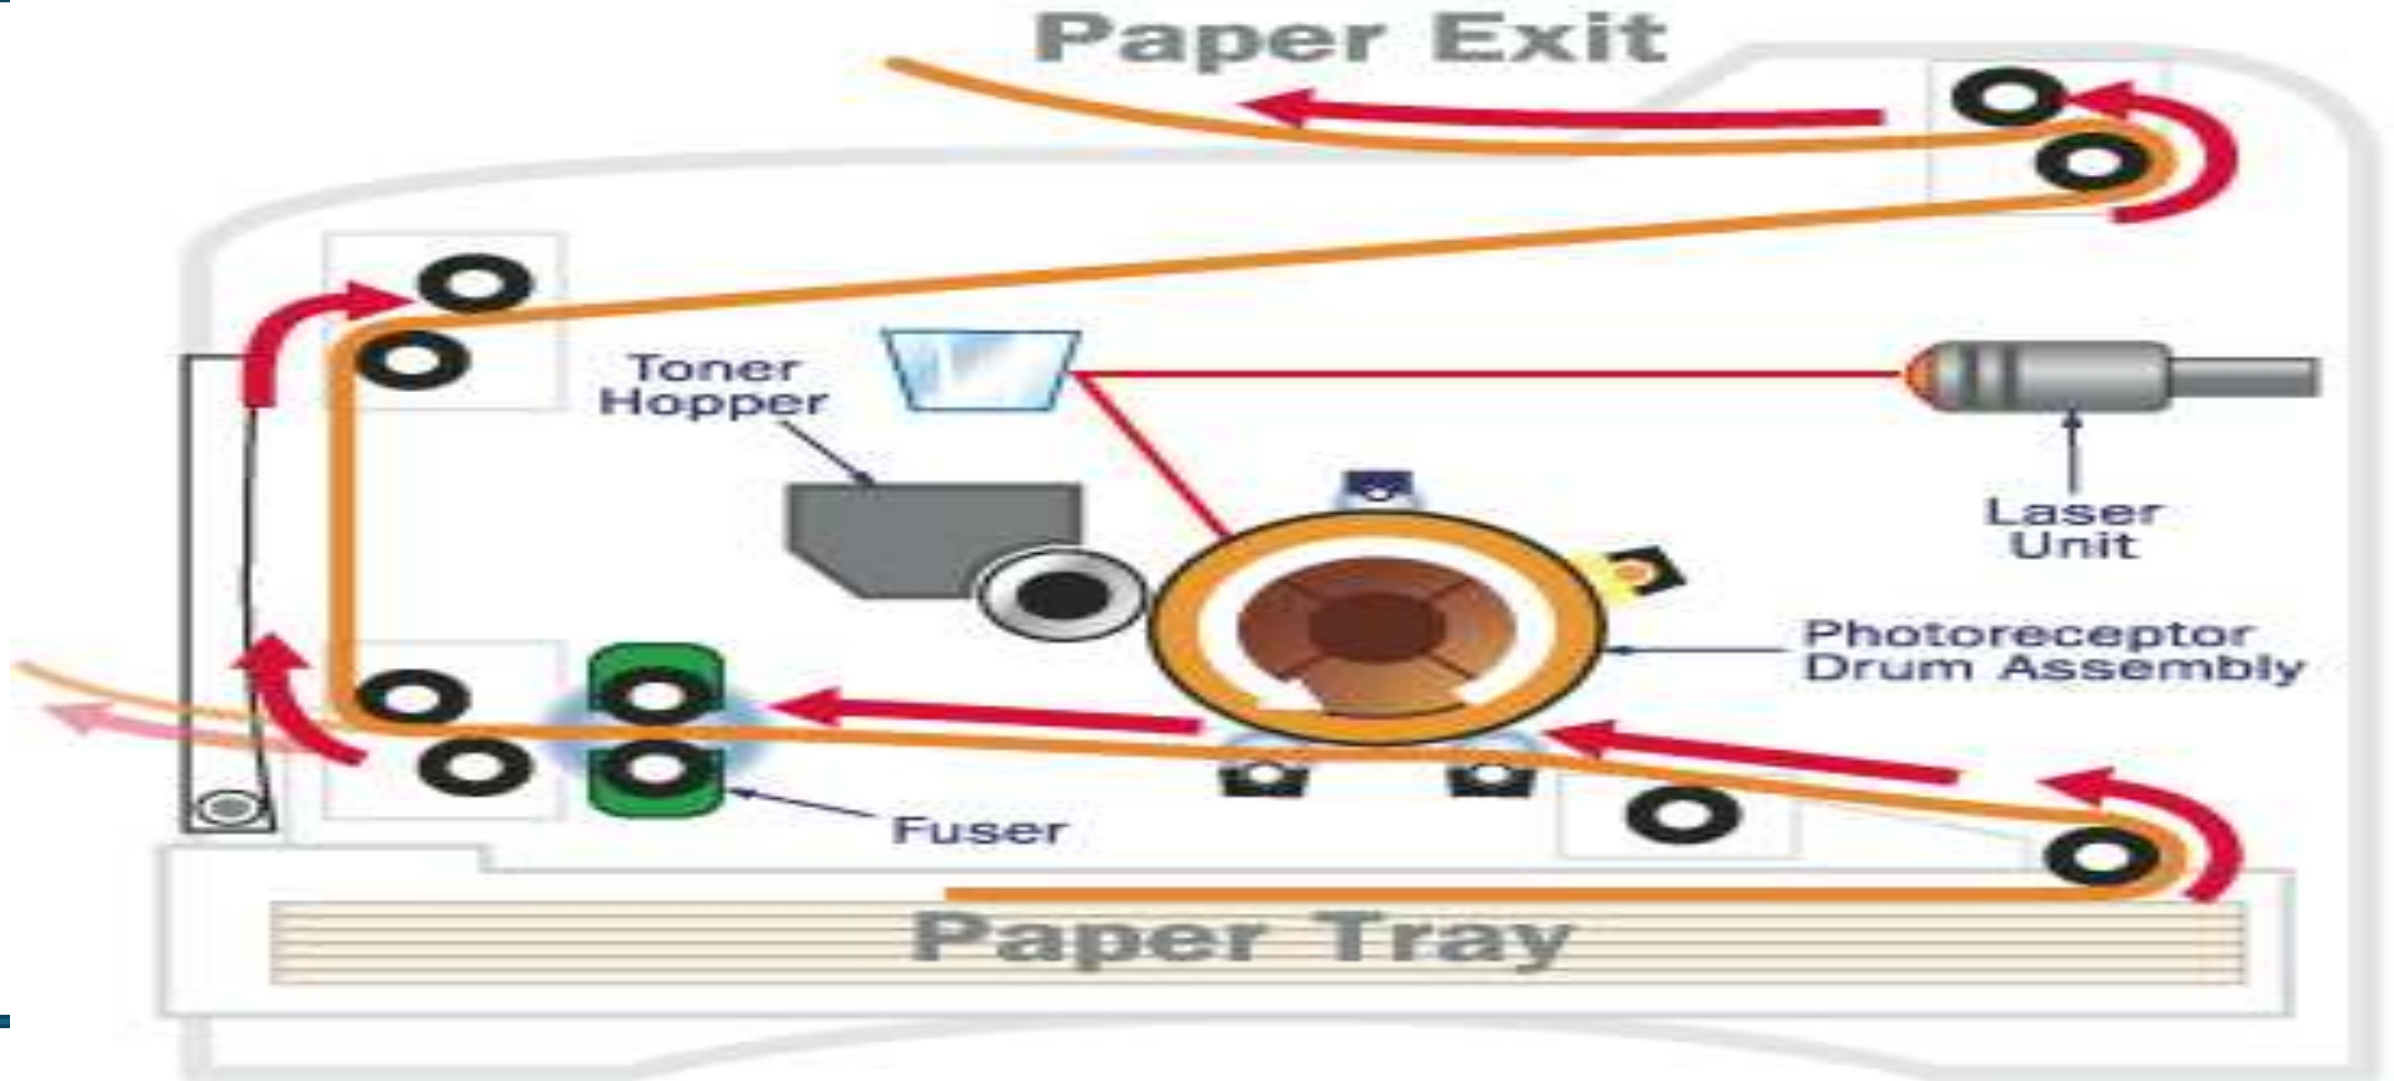 Paper Exit
Toner
Hopper
Laser
Unit
Photoreceptor
Drum Assembly
Fuser
Paper Tray